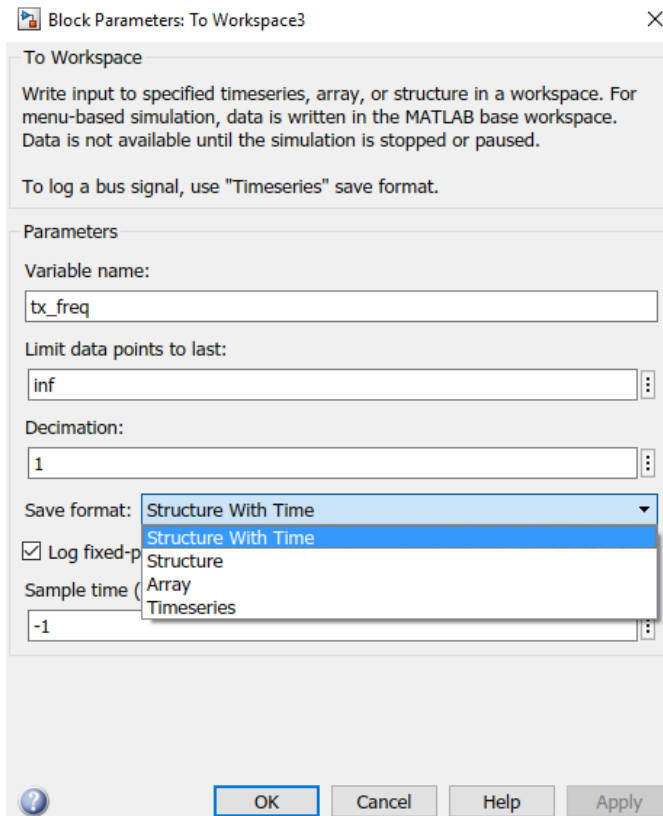 Block Parameters: To Workspace3
To Workspace
Write input to specified timeseries, array, or structure in a workspace. For
menu-based simulation, data is written in the MATLAB base workspace.
Data is not available until the simulation is stopped or paused.
To log a bus signal, use "Timeseries" save format.
Parameters
Variable name:
tx_freq
Limit data points to last:
inf
Decimation:
1
Save format: Structure With Time
Structure With Time
Log fixed-p
Structure
Array
Sample time (
Timeseries
-1
OK Cancel Help Apply